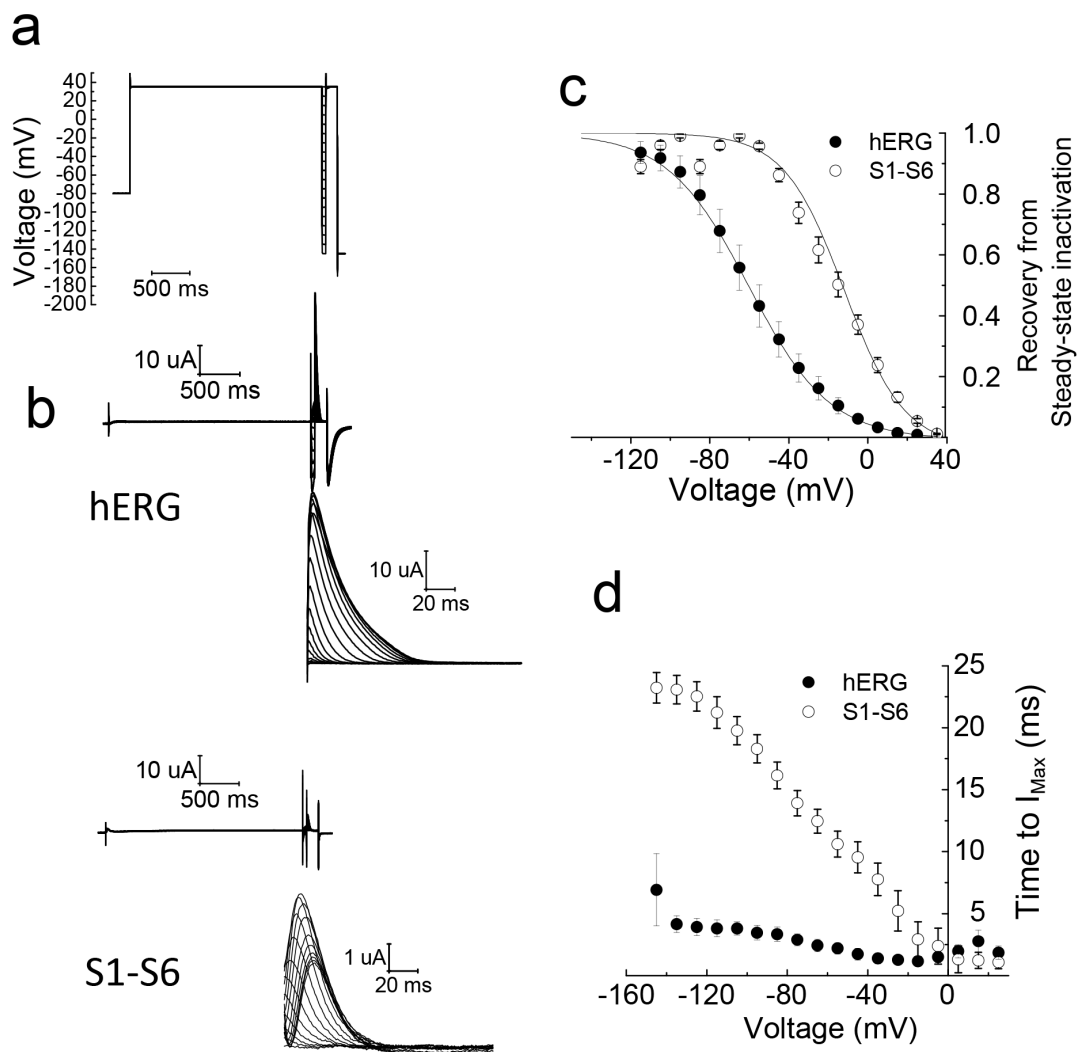 a
Voltage (mV)
40
20
0
-20
-40
-60
-80
-100
-120
-140
-160
-180
-200
500 ms
b
10 uA
500 ms
hERG
10 uA
20 ms
10 uA
500 ms
S1-S6
1 uA
20 ms
c
hERG
S1-S6
1.0
0.8
0.6
0.4
0.2
Recovery from
Steady-state inactivation
-120 -80 -40 0 40
Voltage (mV)
d
hERG
S1-S6
25
20
15
10
5
Time to IMax (ms)
-160 -120 -80 -40 0
Voltage (mV)